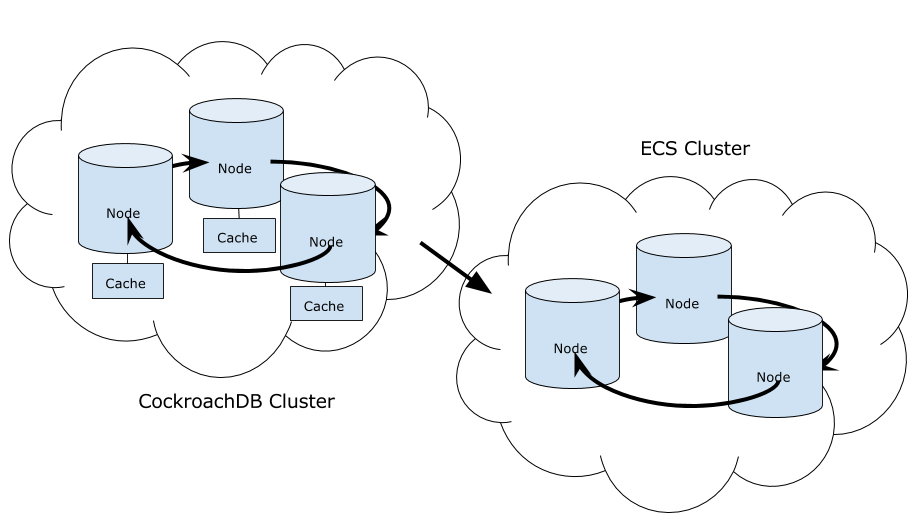 Node
Node
Node
Cache
Cache
Cache
CockroachDB Cluster
ECS Cluster
Node
Node
Node